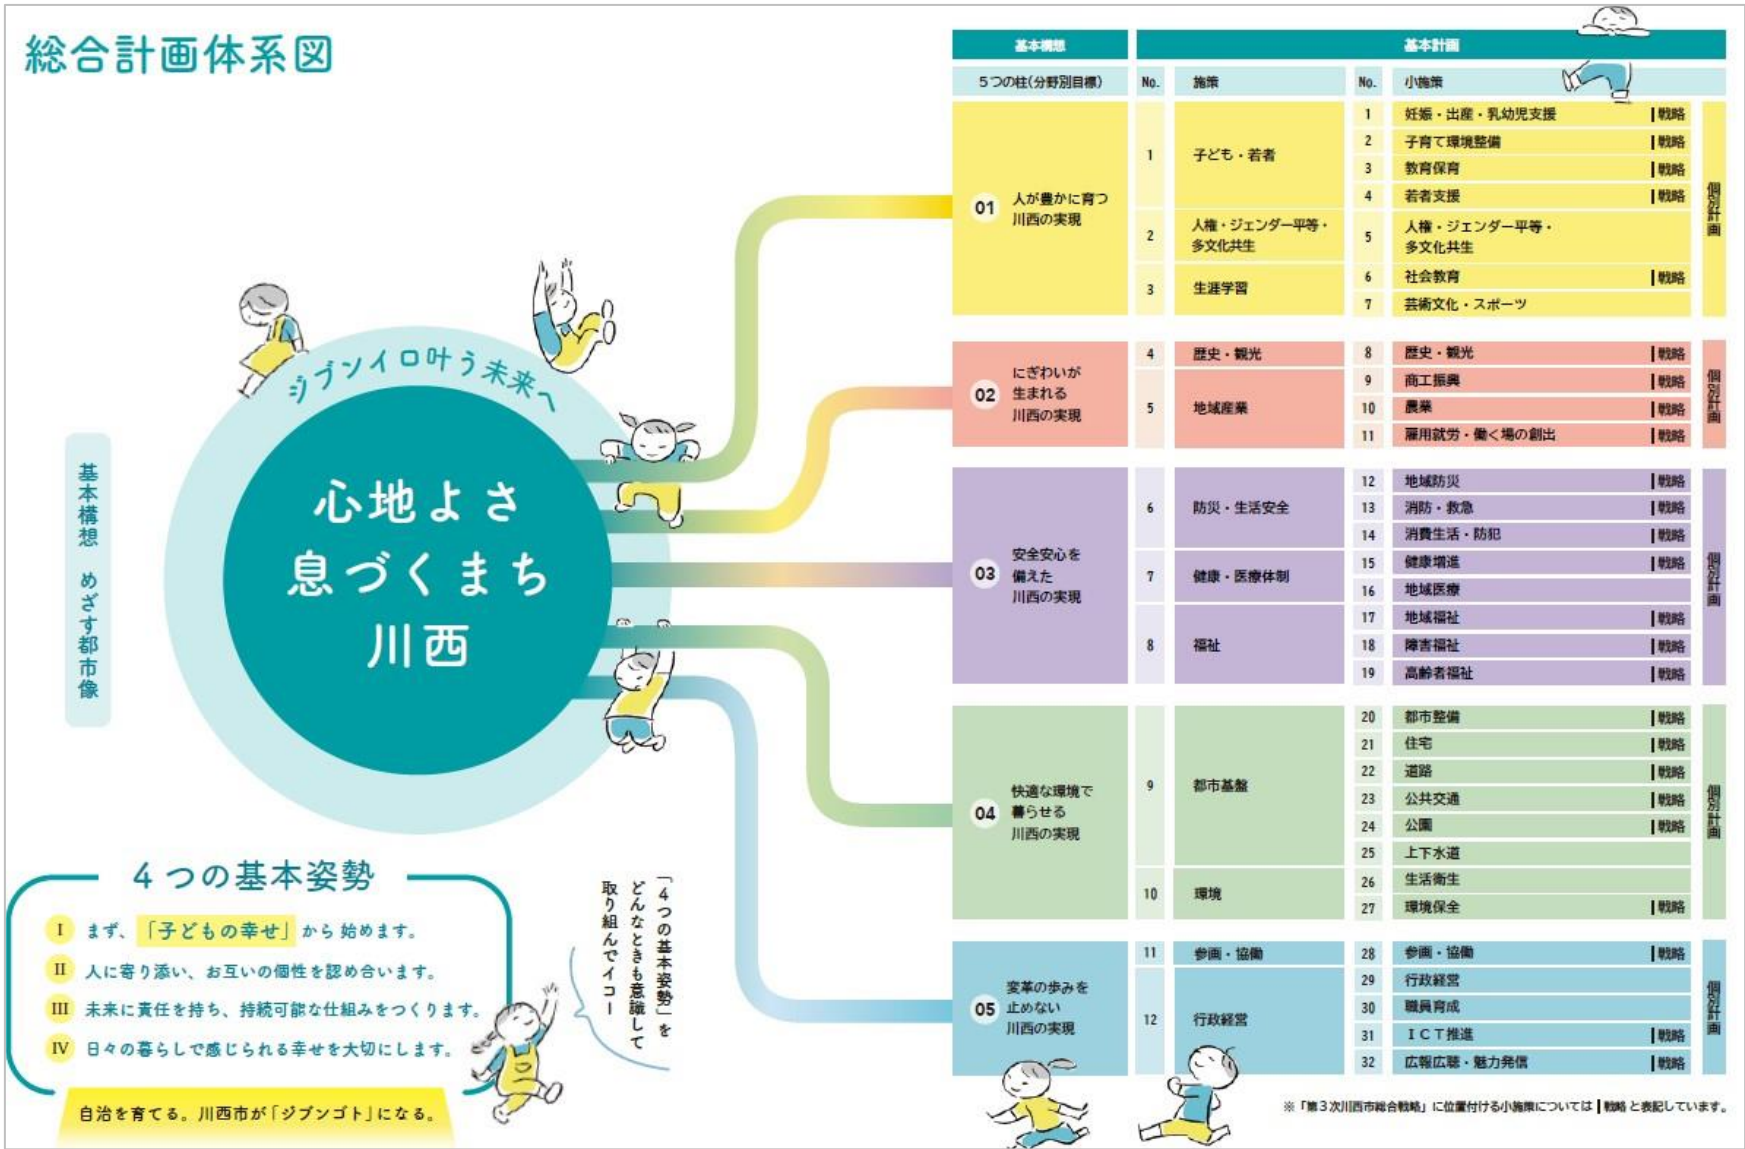 総合計画体系図
ジブンイロ叶う未来へ
心地よさ
息づくまち
川西
基本構想 めざす都市像
4つの基本姿勢
I まず、「子どもの幸せ」から始めます。
II 人に寄り添い、お互いの個性を認め合います。
III 未来に責任を持ち、持続可能な仕組みをつくります。
IV 日々の暮らしで感じられる幸せを大切にします。
自治を育てる。川西市が「ジブンゴト」になる。
「4つの基本姿勢」を
どんなときも意識して
取り組んでイコー
基本構想 基本計画
5つの柱(分野別目標) No. 施策 No. 小施策
01 人が豊かに育つ
川西の実現
1 子ども・若者
1 妊娠・出産・乳幼児支援 戦略
2 子育て環境整備 戦略
3 教育保育 戦略
4 若者支援 戦略
2 人権・ジェンダー平等・
多文化共生
5 人権・ジェンダー平等・
多文化共生
3 生涯学習
6 社会教育 戦略
7 芸術文化・スポーツ
個別計画
02 にぎわいが
生まれる
川西の実現
4 歴史・観光
8 歴史・観光 戦略
5 地域産業
9 商工振興 戦略
10 農業 戦略
11 雇用就労・働く場の創出 戦略
個別計画
03 安全安心を
備えた
川西の実現
6 防災・生活安全
12 地域防災 戦略
13 消防・救急 戦略
14 消費生活・防犯 戦略
7 健康・医療体制
15 健康増進 戦略
16 地域医療
8 福祉
17 地域福祉 戦略
18 障害福祉 戦略
19 高齢者福祉 戦略
個別計画
04 快適な環境で
暮らせる
川西の実現
9 都市基盤
20 都市整備 戦略
21 住宅 戦略
22 道路 戦略
23 公共交通 戦略
24 公園 戦略
25 上下水道
10 環境
26 生活衛生
27 環境保全 戦略
個別計画
05 変革の歩みを
止めない
川西の実現
11 参画・協働
28 参画・協働 戦略
12 行政経営
29 行政経営
30 職員育成
31 ICT推進 戦略
32 広報広聴・魅力発信 戦略
個別計画
※「第3次川西市総合戦略」に位置付ける小施策については|戦略と表記しています。